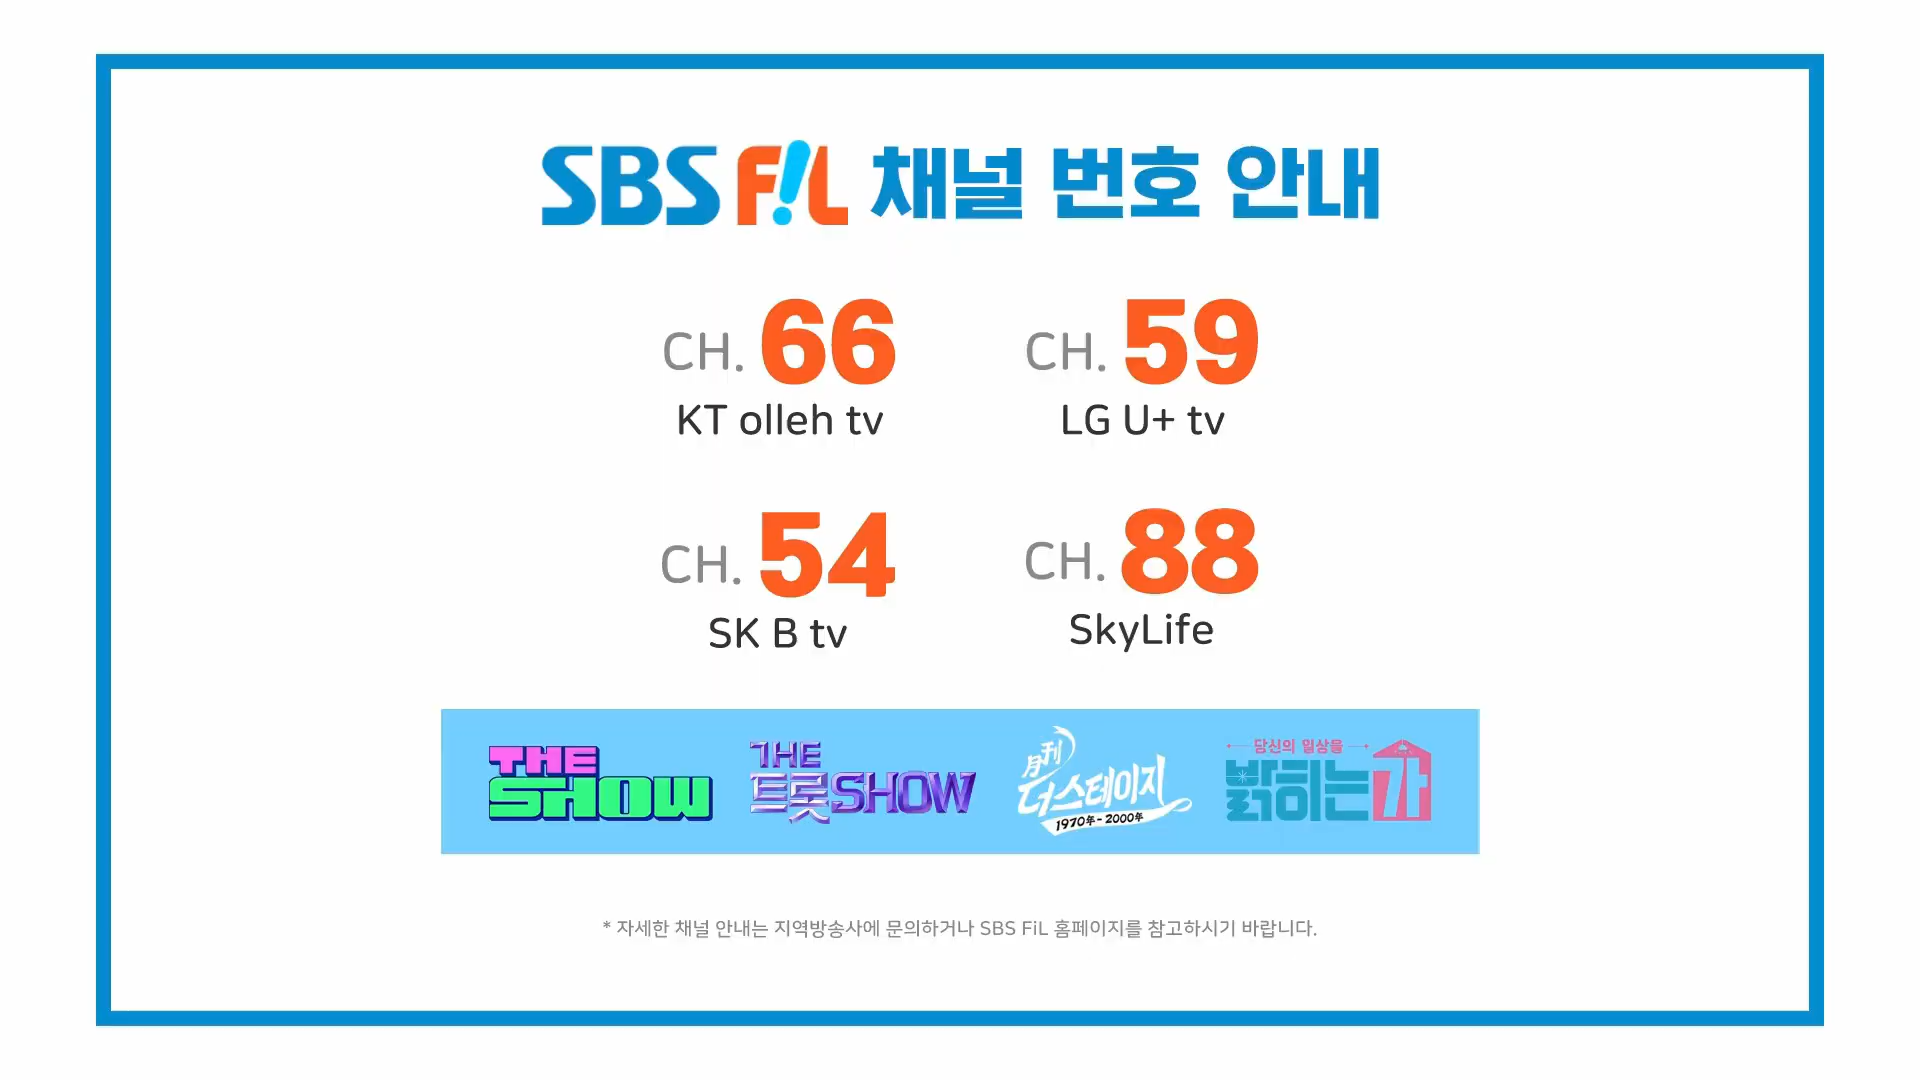 SBS F!L 채널 번호 안내
CH. 66
KT olleh tv
CH. 59
LG U+ tv
CH. 54
SK B tv
CH. 88
SkyLife
THE
SHOW
THE
트롯SHOW
月刊
더스테이지
1970年-2000年
당신의 일상을
밝히는가
* 자세한 채널 안내는 지역방송사에 문의하거나 SBS FiL 홈페이지를 참고하시기 바랍니다.